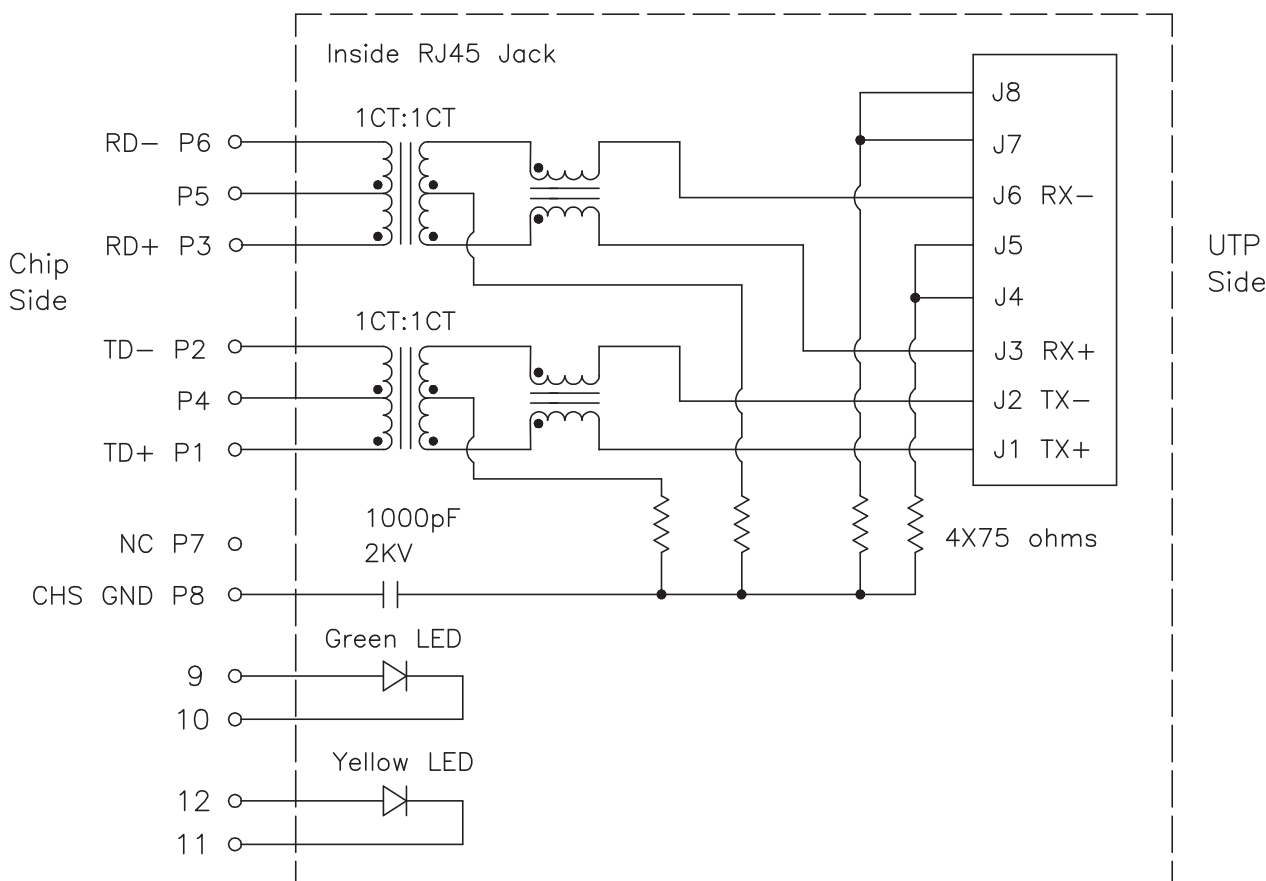 Inside RJ45 Jack
J8
1CT:1CT
RD- P6
J7
P5
J6 RX-
RD+ P3
J5
Chip
Side
UTP
Side
J4
1CT:1CT
TD- P2
J3 RX+
P4
J2 TX-
TD+ P1
J1 TX+
1000pF
2KV
NC P7
4X75 ohms
CHS GND P8
Green LED
9
10
Yellow LED
12
11